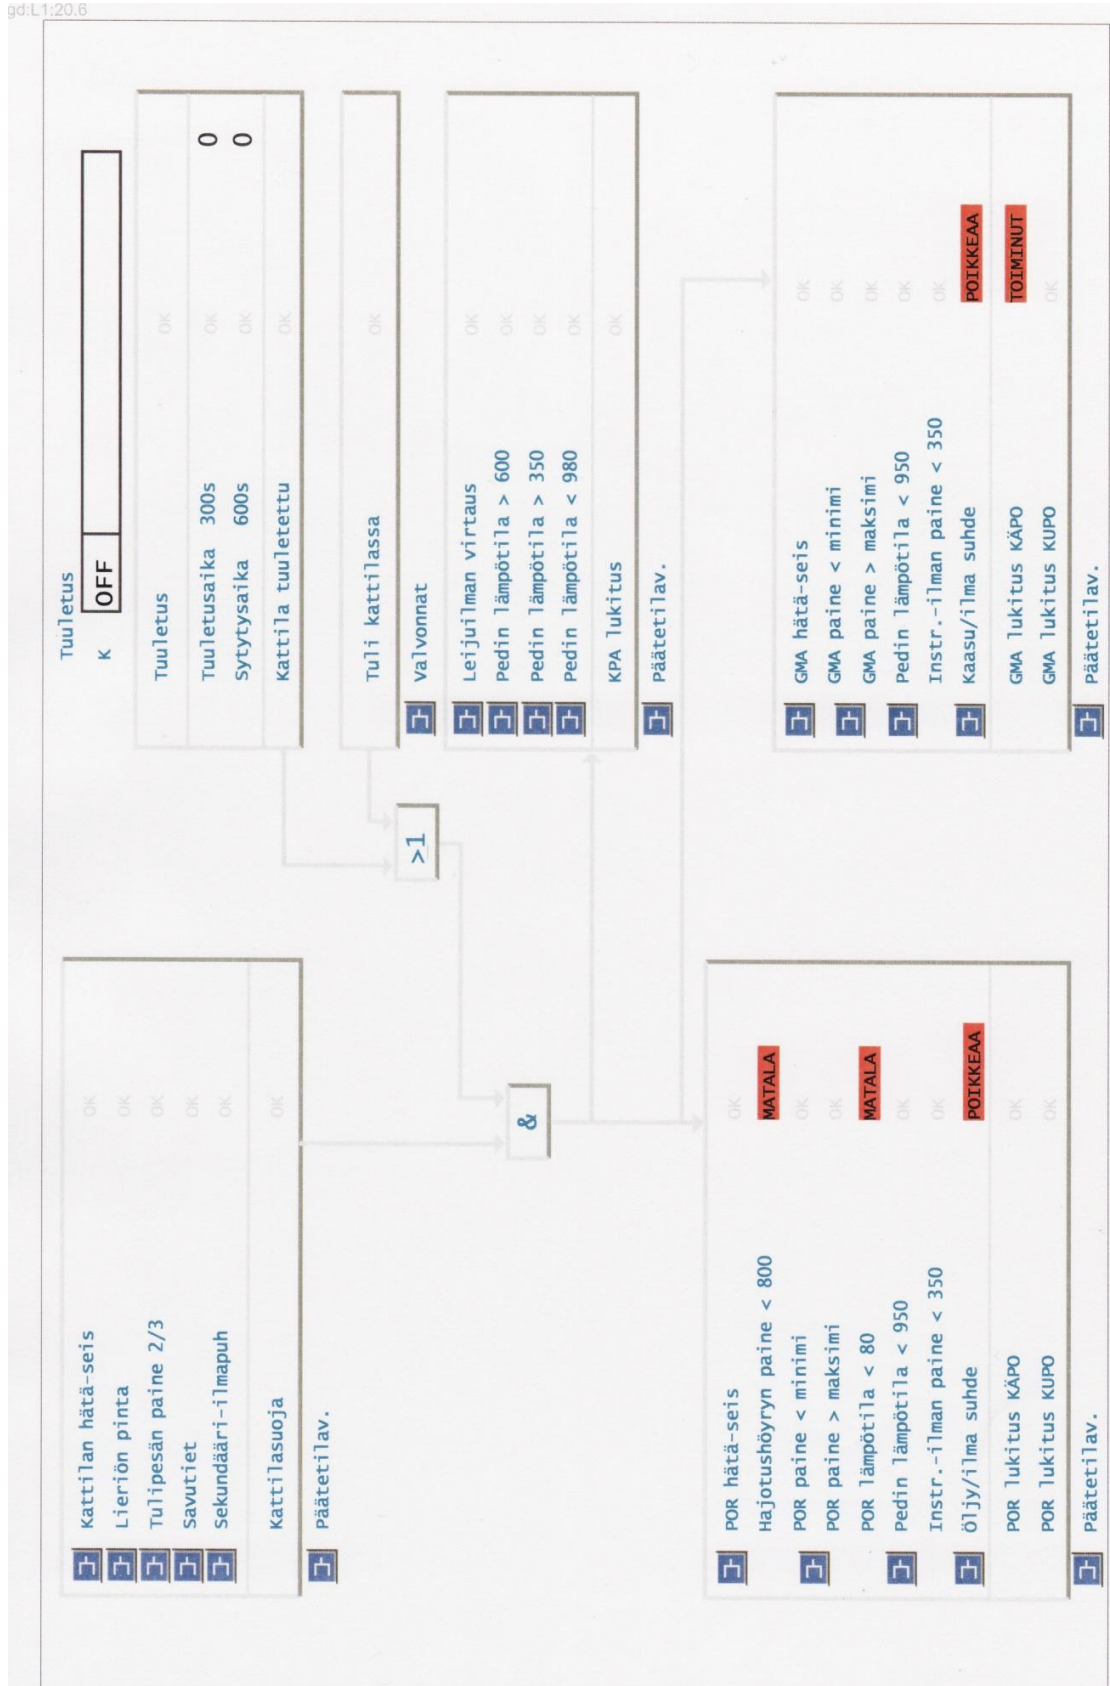 gd:L1:20.6
Kattilan hätä-seis OK
Lieriön pinta OK
Tulipesän paine 2/3 OK
Savutiet OK
Sekundääri-ilmapuh OK
Kattilasuoja OK
Päätetilav.
Tuuletus
K OFF
Tuuletus OK
Tuuletusaika 300s OK 0
Sytytysaika 600s OK 0
Kattila tuuletettu OK
Tuli kattilassa OK
Valvonnat
>1
Leijuilman virtaus OK
Pedin lämpötila > 600 OK
Pedin lämpötila > 350 OK
Pedin lämpötila < 980 OK
KPA lukitus OK
Päätetilav.
&
POR hätä-seis OK
Hajotushöyryn paine < 800 MATALA
POR paine < minimi OK
POR paine > maksimi OK
POR lämpötila < 80 MATALA
Pedin lämpötila < 950 OK
Instr.-ilman paine < 350 OK
Öljy/ilma suhde POIKKEAA
POR lukitus KÄPO OK
POR lukitus KUPO OK
Päätetilav.
GMA hätä-seis OK
GMA paine < minimi OK
GMA paine > maksimi OK
Pedin lämpötila < 950 OK
Instr.-ilman paine < 350 OK
Kaasu/ilma suhde POIKKEAA
GMA lukitus KÄPO TOIMINUT
GMA lukitus KUPO OK
Päätetilav.